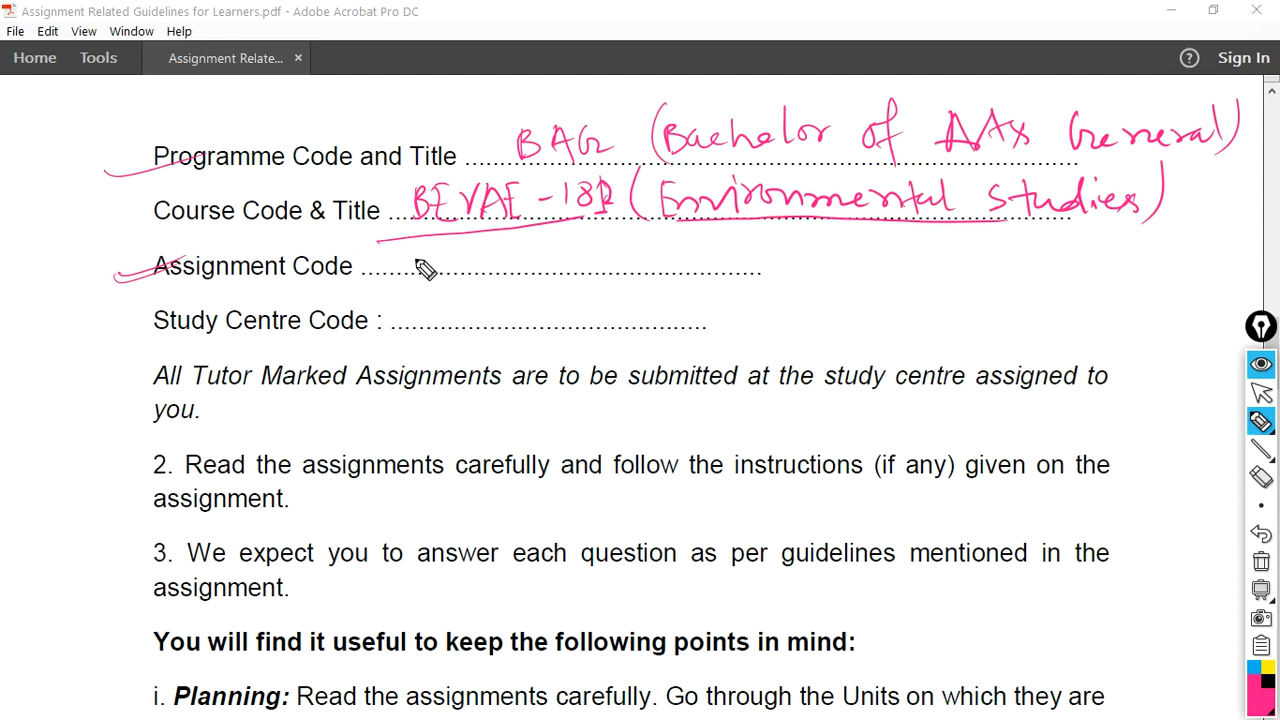 Assignment Related Guidelines for Learners.pdf - Adobe Acrobat Pro DC
File Edit View Window Help
Home Tools Assignment Relate... × ? Sign In
Programme Code and Title ........ BAG (Bachelor of Arts General)
Course Code & Title ........ BEVAE-181 (Environmental Studies)
Assignment Code ........
Study Centre Code : ........
All Tutor Marked Assignments are to be submitted at the study centre assigned to
you.
2. Read the assignments carefully and follow the instructions (if any) given on the
assignment.
3. We expect you to answer each question as per guidelines mentioned in the
assignment.
You will find it useful to keep the following points in mind:
i. Planning: Read the assignments carefully. Go through the Units on which they are